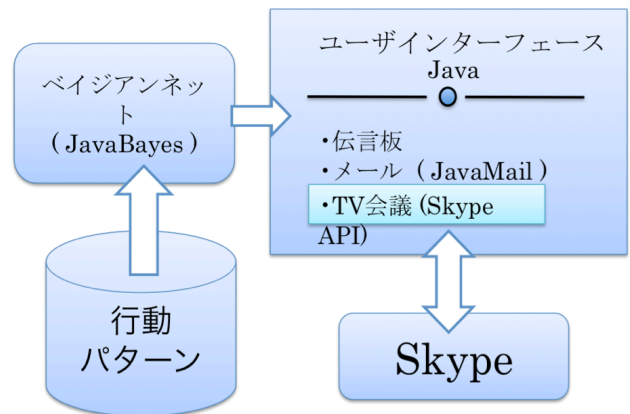 ベイジアンネッ
ト
(JavaBayes)
行動
パターン
ユーザインターフェース
Java
・伝言板
・メール (JavaMail)
・TV会議 (Skype
API)
Skype